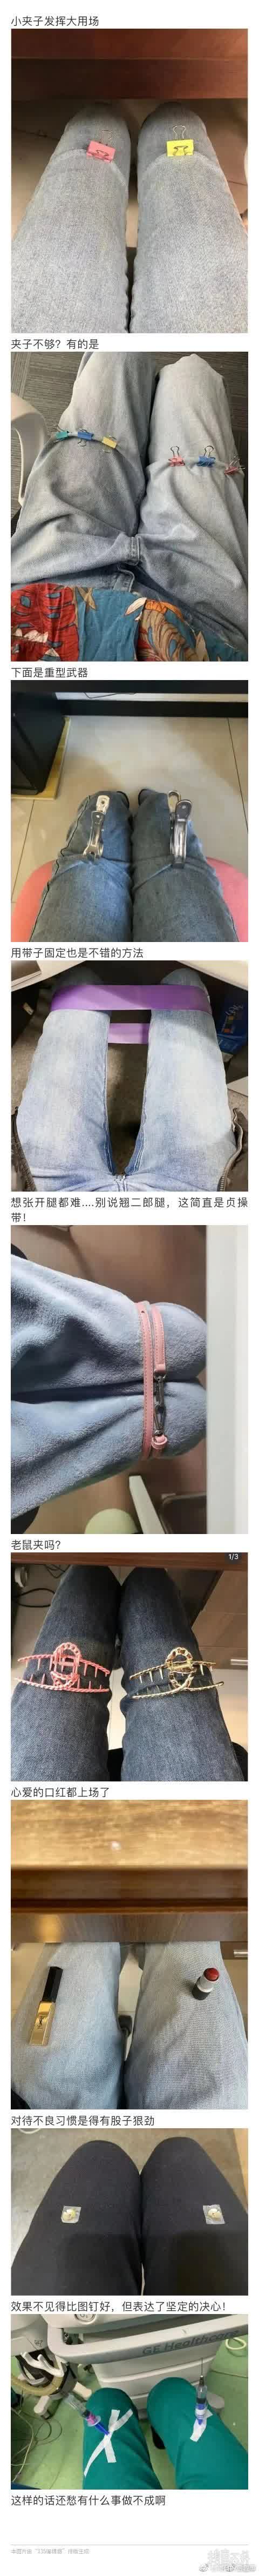 小夹子发挥大用场
夹子不够？有的是
下面是重型武器
用带子固定也是不错的方法
想张开腿都难....别说翘二郎腿，这简直是贞操
带！
老鼠夹吗？
1/3
心爱的口红都上场了
对待不良习惯是得有股子狠劲
效果不见得比图钉好，但表达了坚定的决心！
GE Healthcare
这样的话还愁有什么事做不成啊